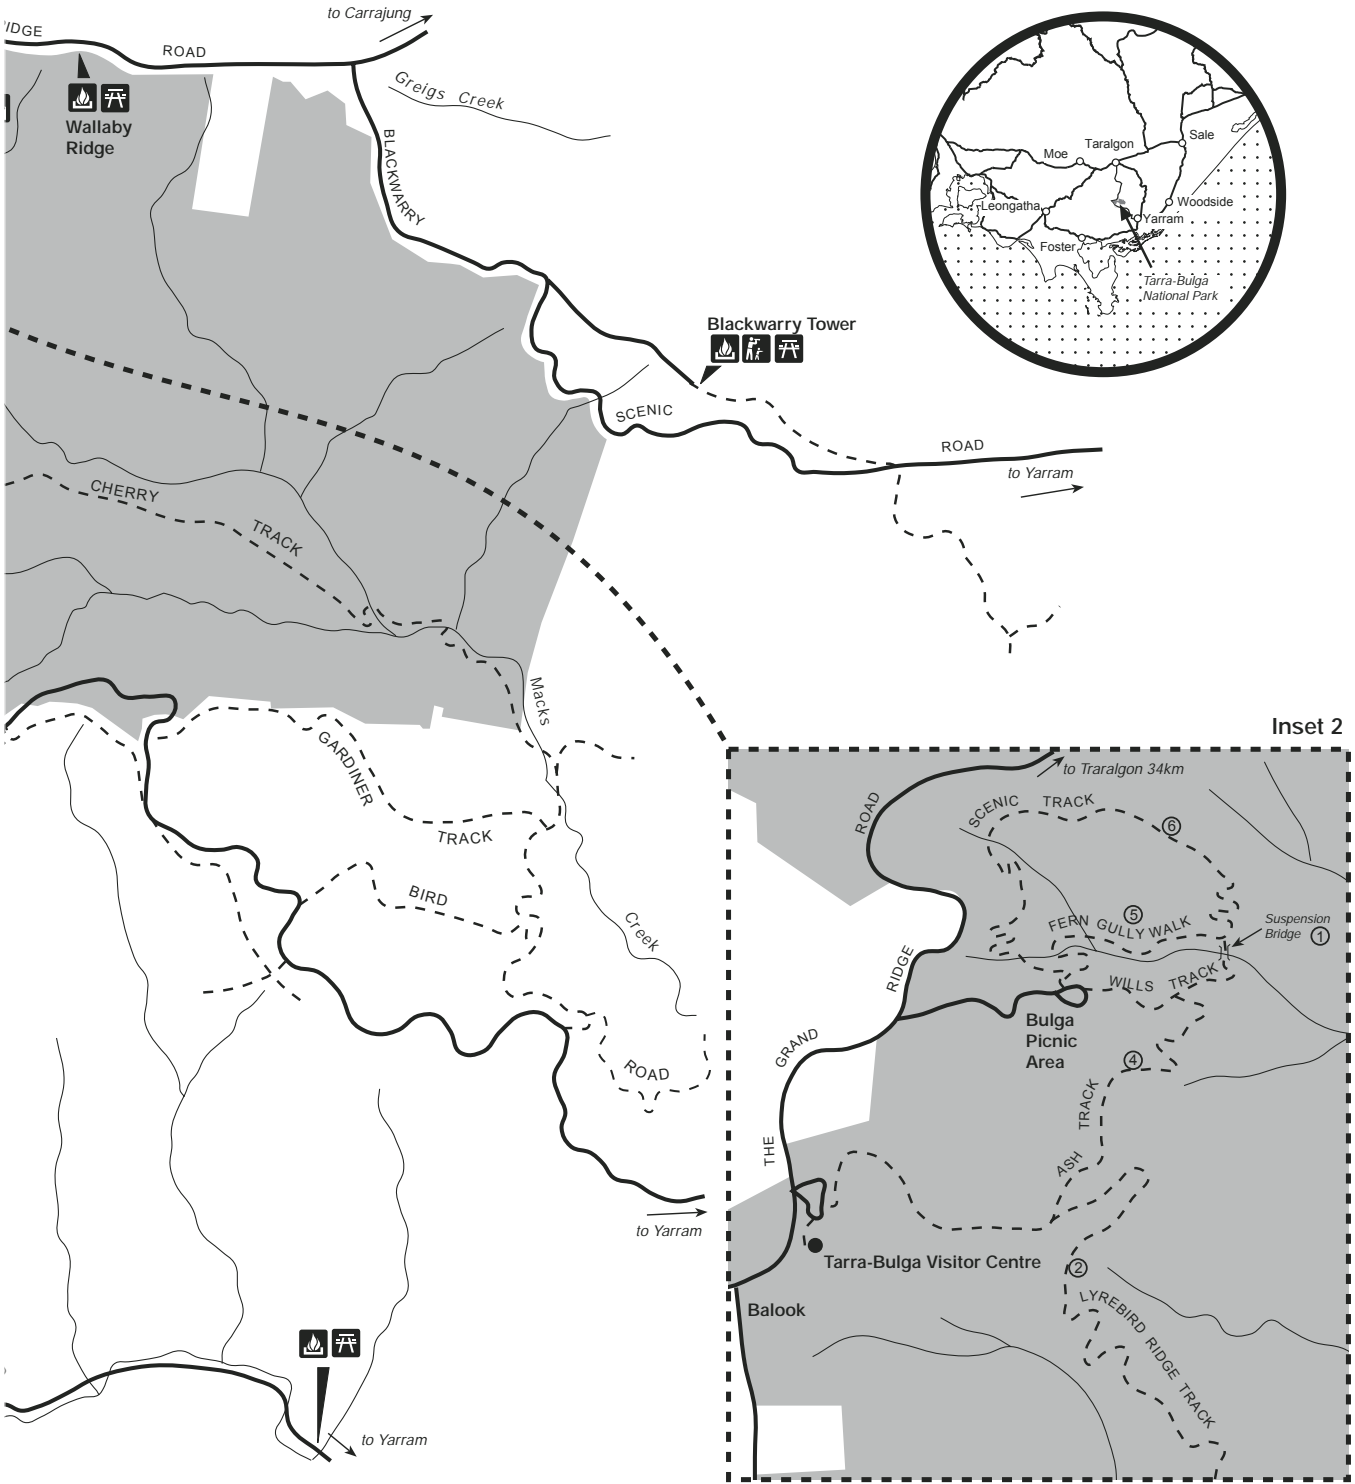 to Carrajung
IDGE
ROAD
Greigs Creek
Wallaby
Ridge
BLACKWARRY
Moe
Taralgon
Sale
Leongatha
Woodside
Yarram
Foster
Tarra-Bulga
National Park
Blackwarry Tower
SCENIC
ROAD
to Yarram
CHERRY
TRACK
Macks
Creek
GARDINER
TRACK
BIRD
ROAD
to Yarram
to Yarram
Inset 2
to Traralgon 34km
ROAD
SCENIC TRACK
6
5
FERN GULLY WALK
Suspension
Bridge 1
RIDGE
WILLS TRACK
Bulga
Picnic
Area
GRAND
4
TRACK
THE
ASH
Tarra-Bulga Visitor Centre
2
Balook
LYREBIRD RIDGE TRACK